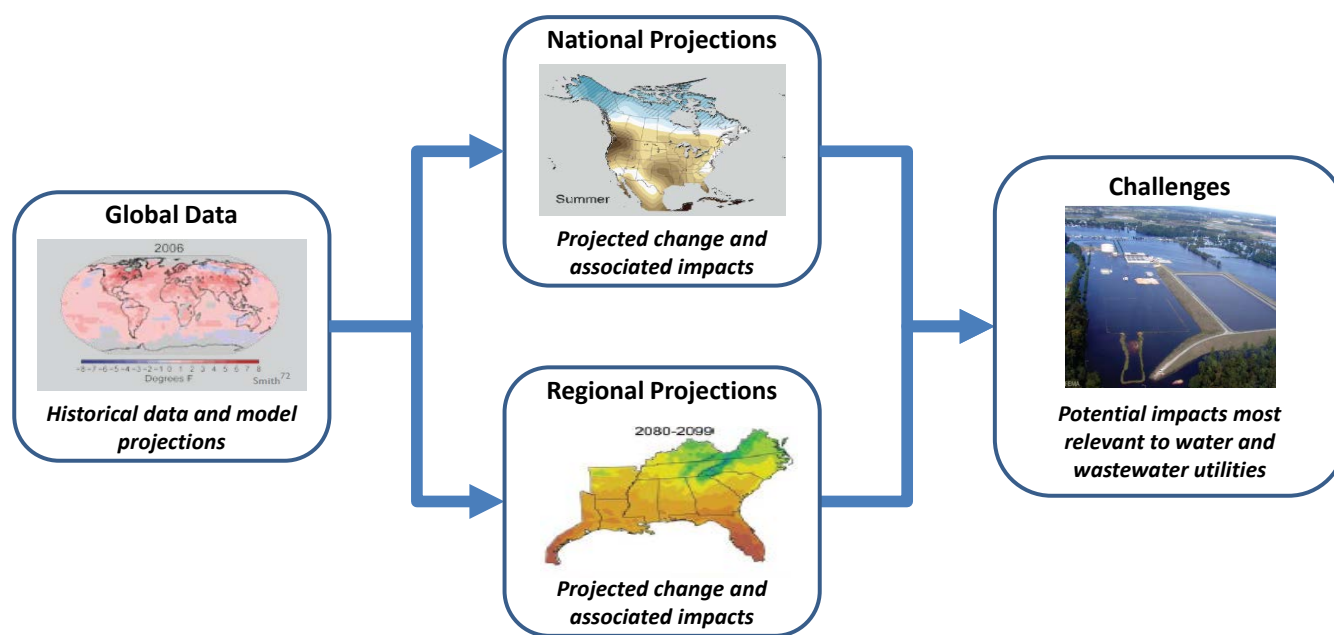 Global Data
2006
-8 -7 -6 -5 -4 -3 -2 -1 0 1 2 3 4 5 6 7 8
Degrees F
Smith72
Historical data and model
projections
National Projections
Summer
Projected change and
associated impacts
Regional Projections
2080-2099
Projected change and
associated impacts
Challenges
FEMA
Potential impacts most
relevant to water and
wastewater utilities